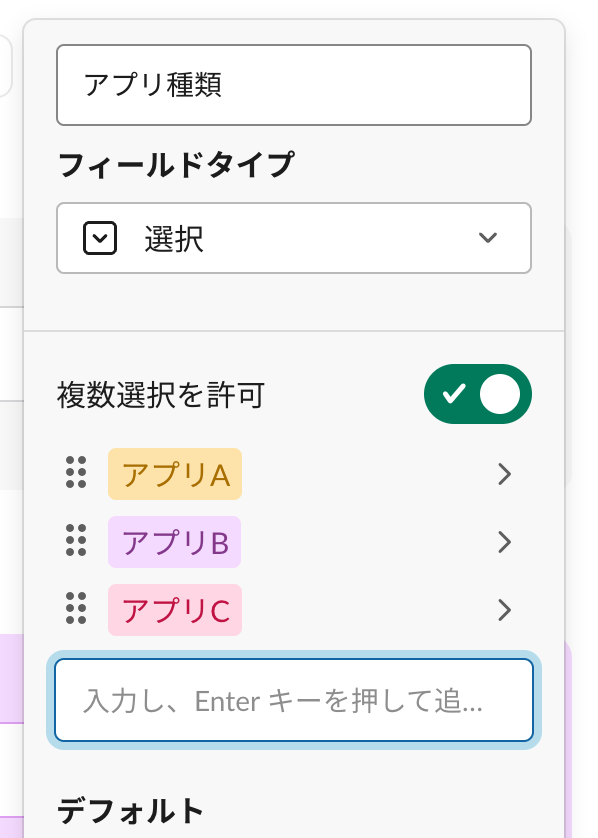 アプリ種類
フィールドタイプ
選択
複数選択を許可
アプリA
アプリB
アプリC
入力し、Enter キーを押して追...
デフォルト